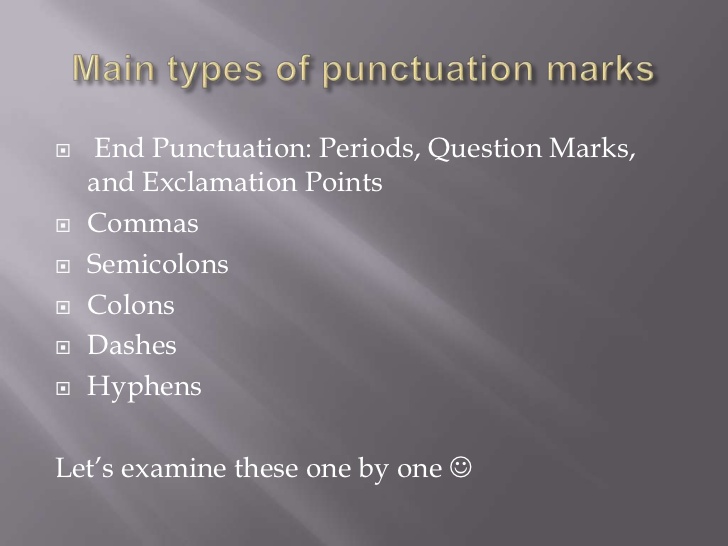 Main types of punctuation marks
End Punctuation: Periods, Question Marks,
and Exclamation Points
Commas
Semicolons
Colons
Dashes
Hyphens
Let’s examine these one by one ☺